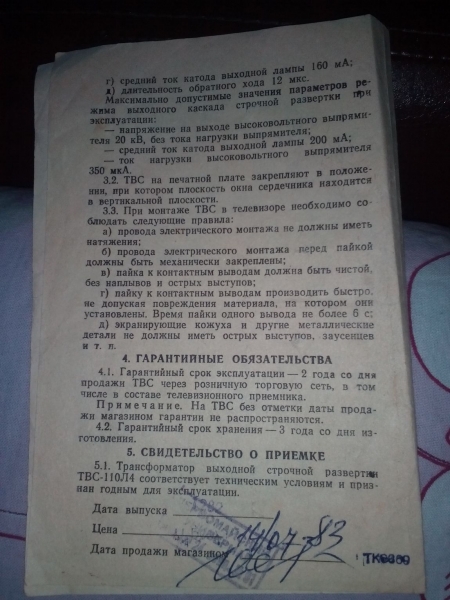 г) средний ток катода выходной лампы 160 мА;
д) длительность обратного хода 12 мкс.
Максимально допустимые значения параметров ре-
жима выходного каскада строчной развертки при
эксплуатации:
— напряжение на выходе высоковольтного выпрями-
теля 20 кВ, без тока нагрузки выпрямителя;
— средний ток катода выходной лампы 200 мА;
— ток нагрузки высоковольтного выпрямителя
350 мкА.
3.2. ТВС на печатной плате закрепляют в положе-
нии, при котором плоскость окна сердечника находится
в вертикальной плоскости.
3.3. При монтаже ТВС в телевизоре необходимо со-
блюдать следующие правила:
а) провода электрического монтажа не должны иметь
натяжения;
б) провода электрического монтажа перед пайкой
должны быть механически закреплены;
в) пайка к контактным выводам должна быть чистой,
без наплывов и острых выступов;
г) пайку к контактным выводам производить быстро,
не допуская повреждения материала, на котором они
установлены. Время пайки одного вывода не более 6 с;
д) экранирующие кожуха и другие металлические
детали не должны иметь острых выступов, заусенцев
и т. п.
4. ГАРАНТИЙНЫЕ ОБЯЗАТЕЛЬСТВА
4.1. Гарантийный срок эксплуатации — 2 года со дня
продажи ТВС через розничную торговую сеть, в том
числе в составе телевизионного приемника.
Примечание. На ТВС без отметки даты прода-
жи магазином гарантии не распространяются.
4.2. Гарантийный срок хранения — 3 года со дня из-
готовления.
5. СВИДЕТЕЛЬСТВО О ПРИЕМКЕ
5.1. Трансформатор выходной строчной развертки
ТВС-110Л4 соответствует техническим условиям и приз-
нан годным для эксплуатации.
Дата выпуска
Цена
14/07-83
Дата продажи магазином